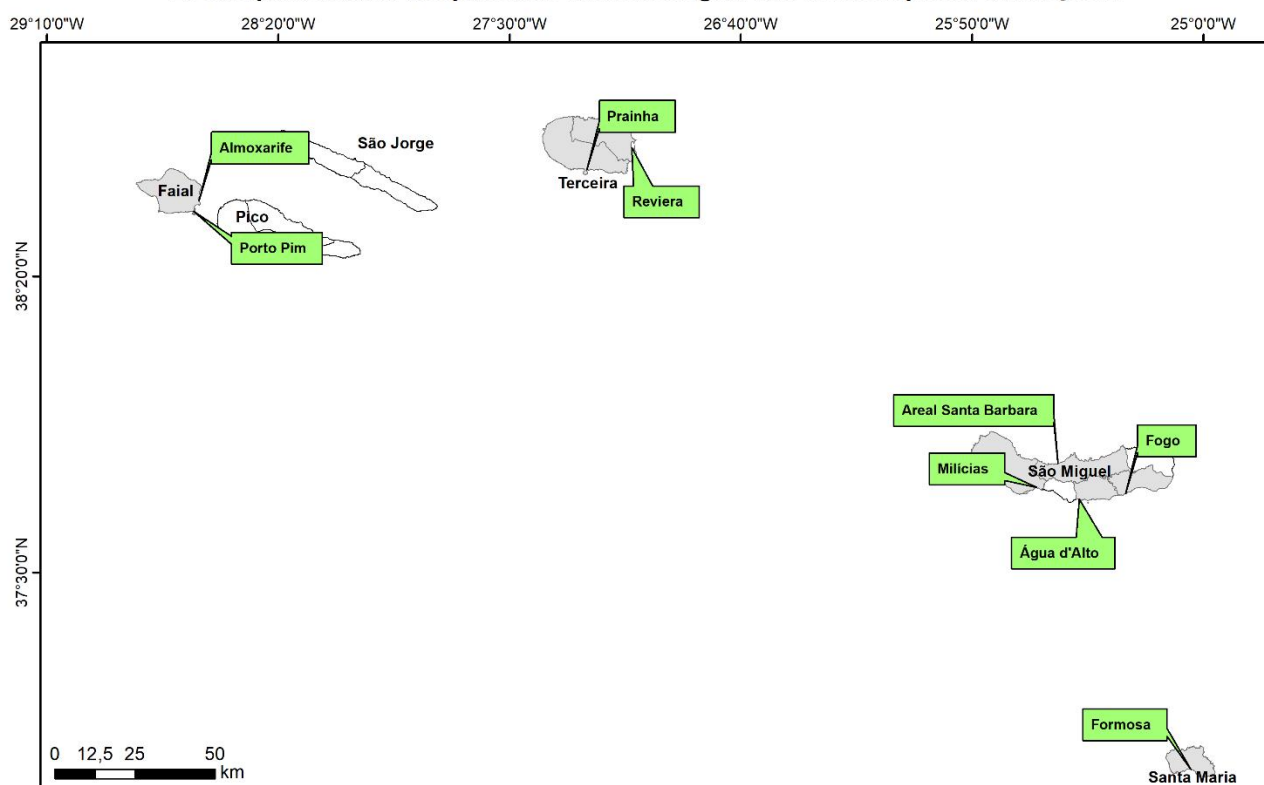 29°10'0"W 28°20'0"W 27°30'0"W 26°40'0"W 25°50'0"W 25°0'0"W
Prainha
Almoxarife
São Jorge
Faial
Terceira
Reviera
Pico
Porto Pim
38°20'0"N
Areal Santa Barbara
Fogo
Milicias
São Miguel
Água d'Alto
37°30'0"N
Formosa
0 12,5 25 50
km
Santa Maria